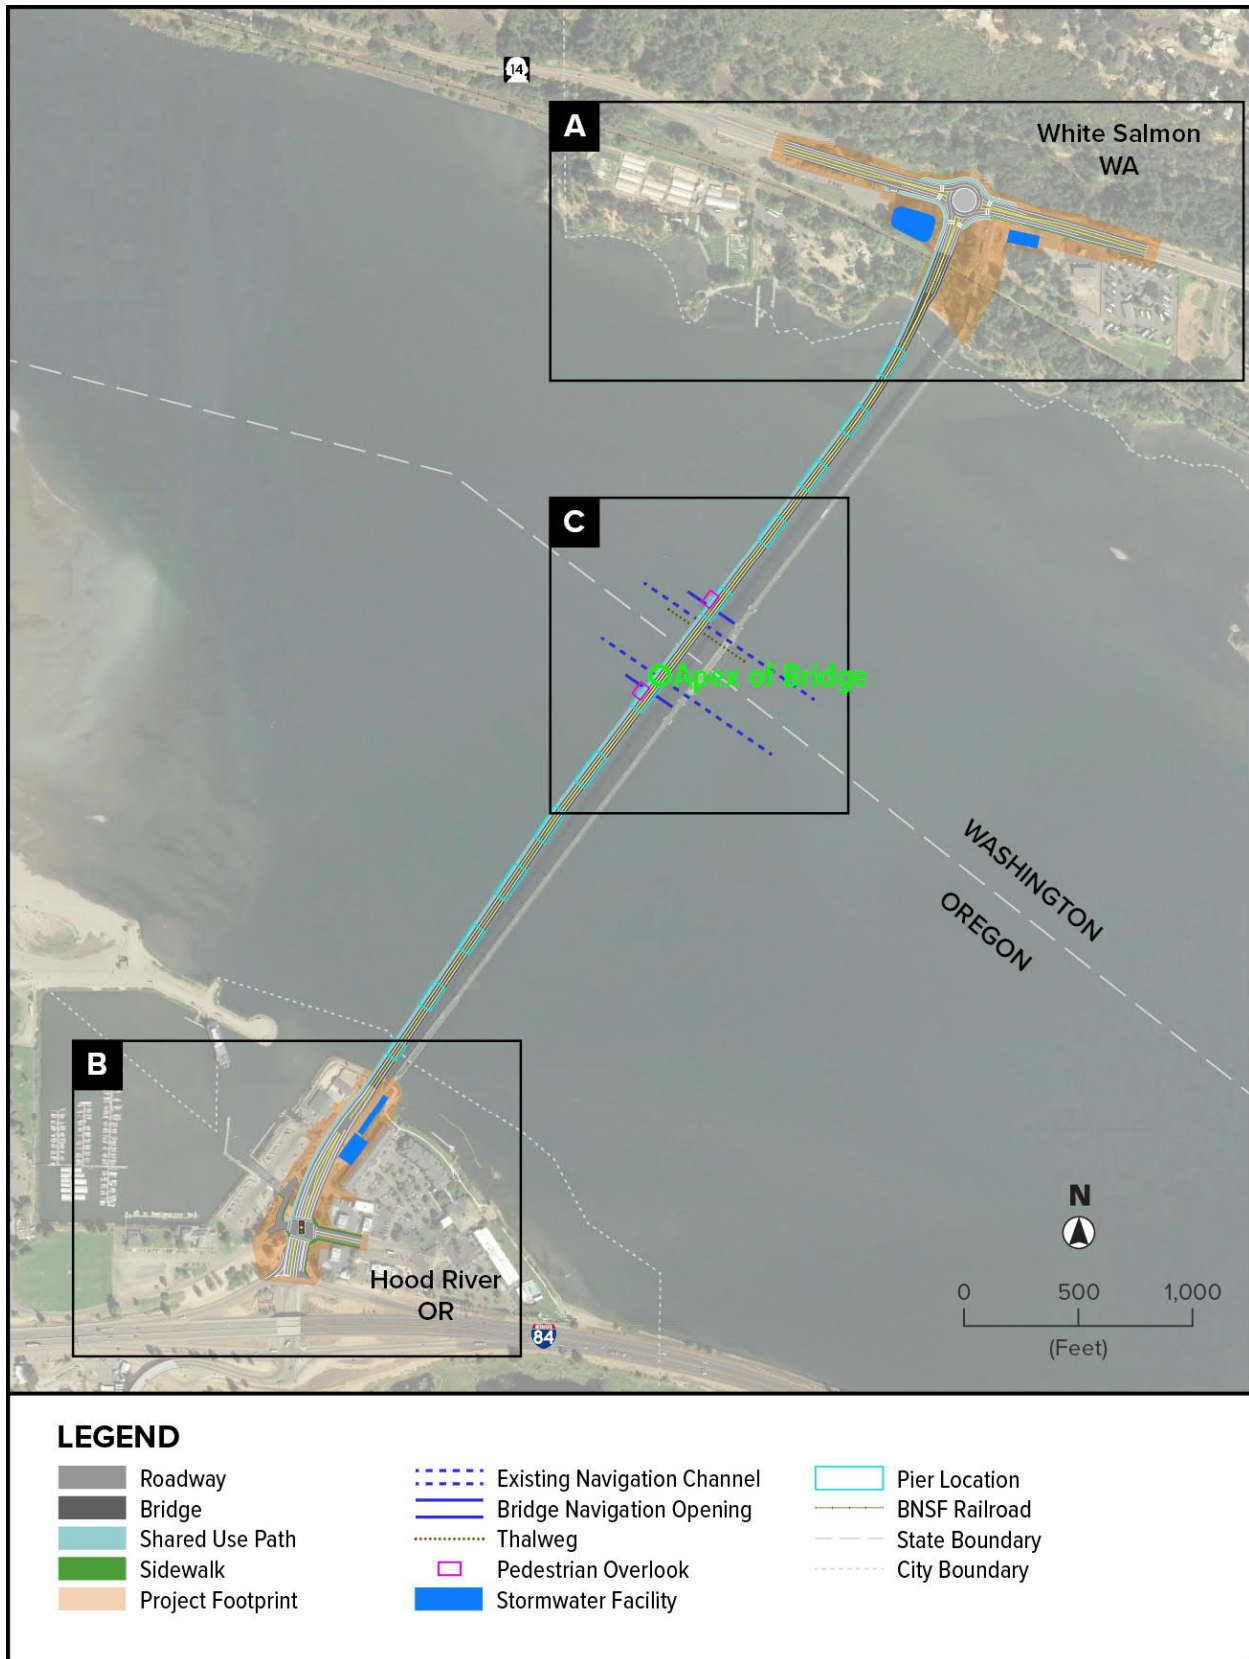 14
A
White Salmon
WA
C
Apex of Bridge
WASHINGTON
OREGON
B
Hood River
OR
84
N
0 500 1,000
(Feet)
LEGEND
Roadway
Bridge
Shared Use Path
Sidewalk
Project Footprint
Existing Navigation Channel
Bridge Navigation Opening
Thalweg
Pedestrian Overlook
Stormwater Facility
Pier Location
BNSF Railroad
State Boundary
City Boundary